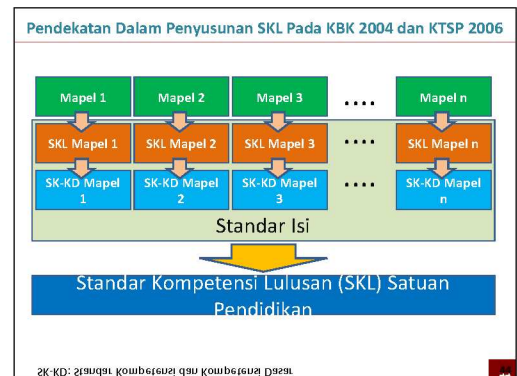 Pendekatan Dalam Penyusunan SKL Pada KBK 2004 dan KTSP 2006
Mapel 1 Mapel 2 Mapel 3 .... Mapel n
SKL Mapel 1 SKL Mapel 2 SKL Mapel 3 .... SKL Mapel n
SK-KD Mapel SK-KD Mapel SK-KD Mapel .... SK-KD Mapel
1 2 3 n
Standar Isi
Standar Kompetensi Lulusan (SKL) Satuan
Pendidikan
SK-KD: Standar Kompetensi dan Kompetensi Dasar